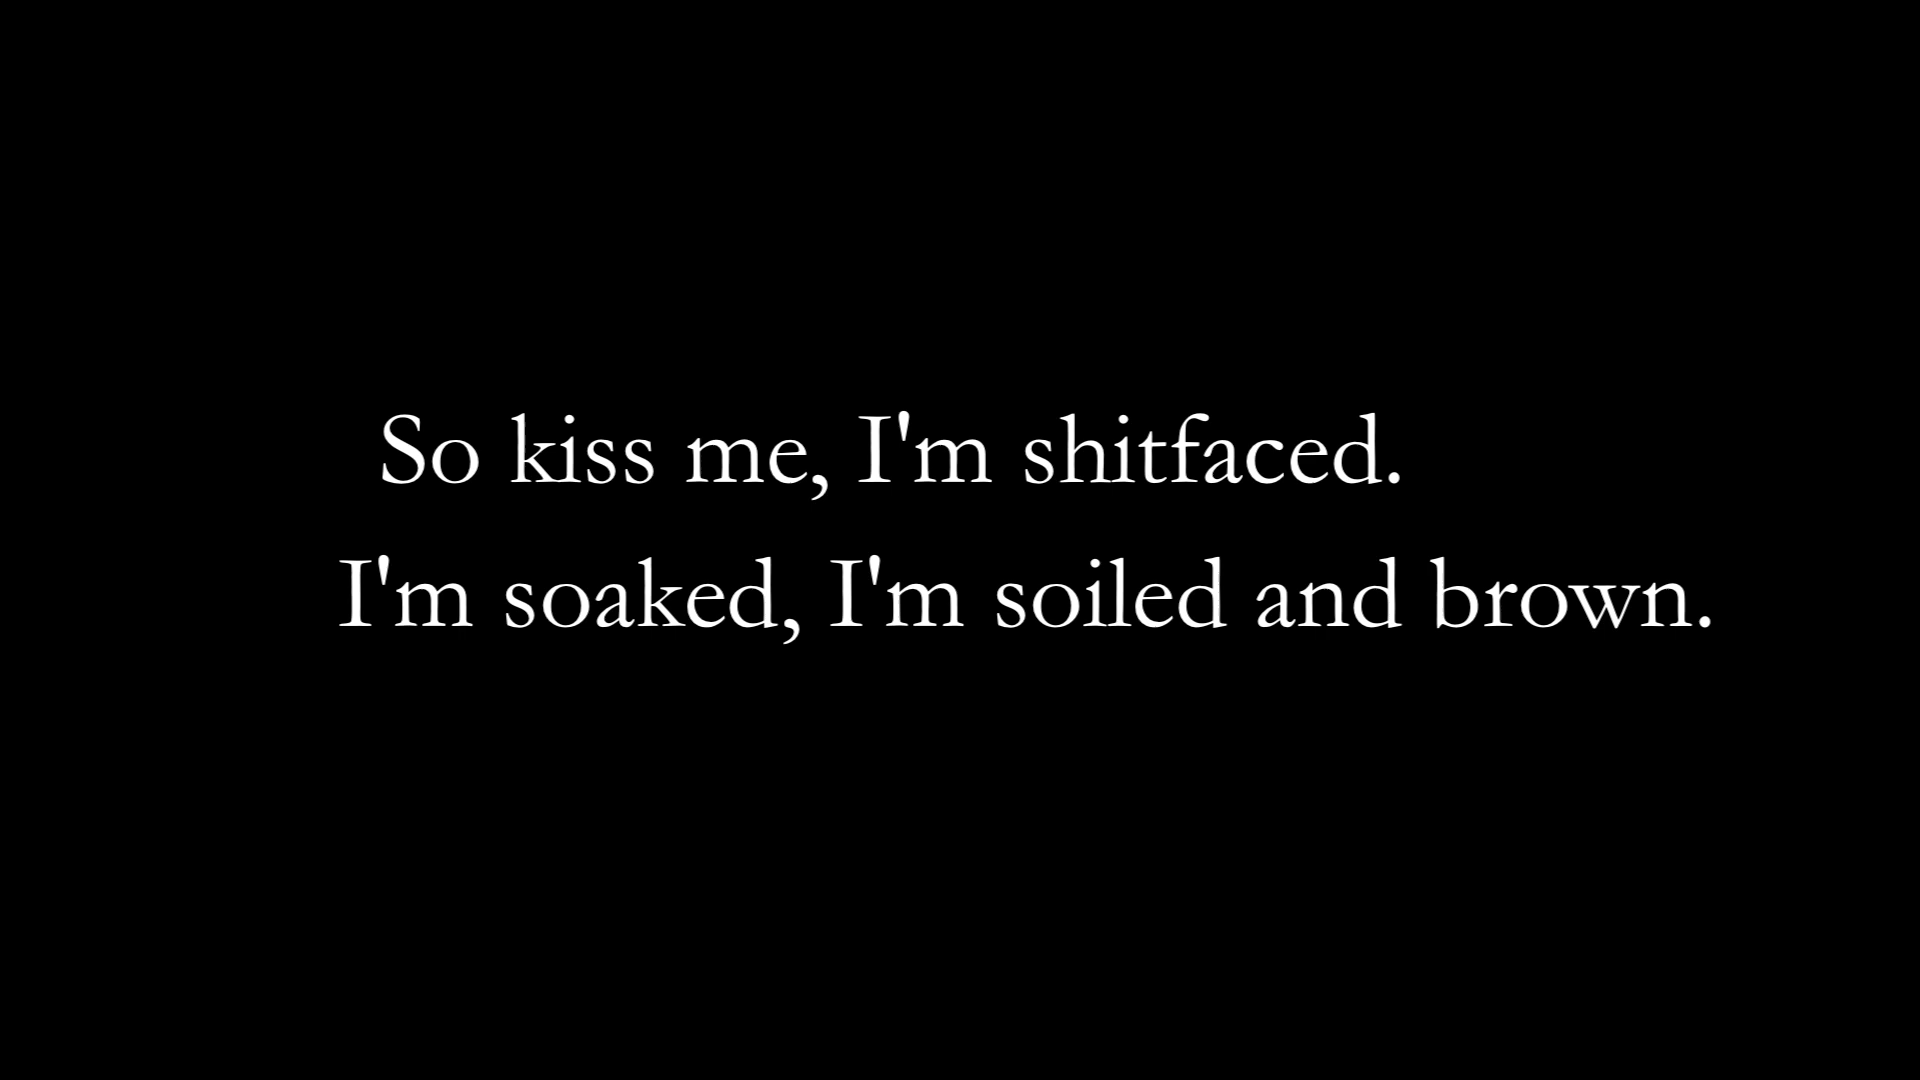 So kiss me, I'm shitfaced.
I'm soaked, I'm soiled and brown.